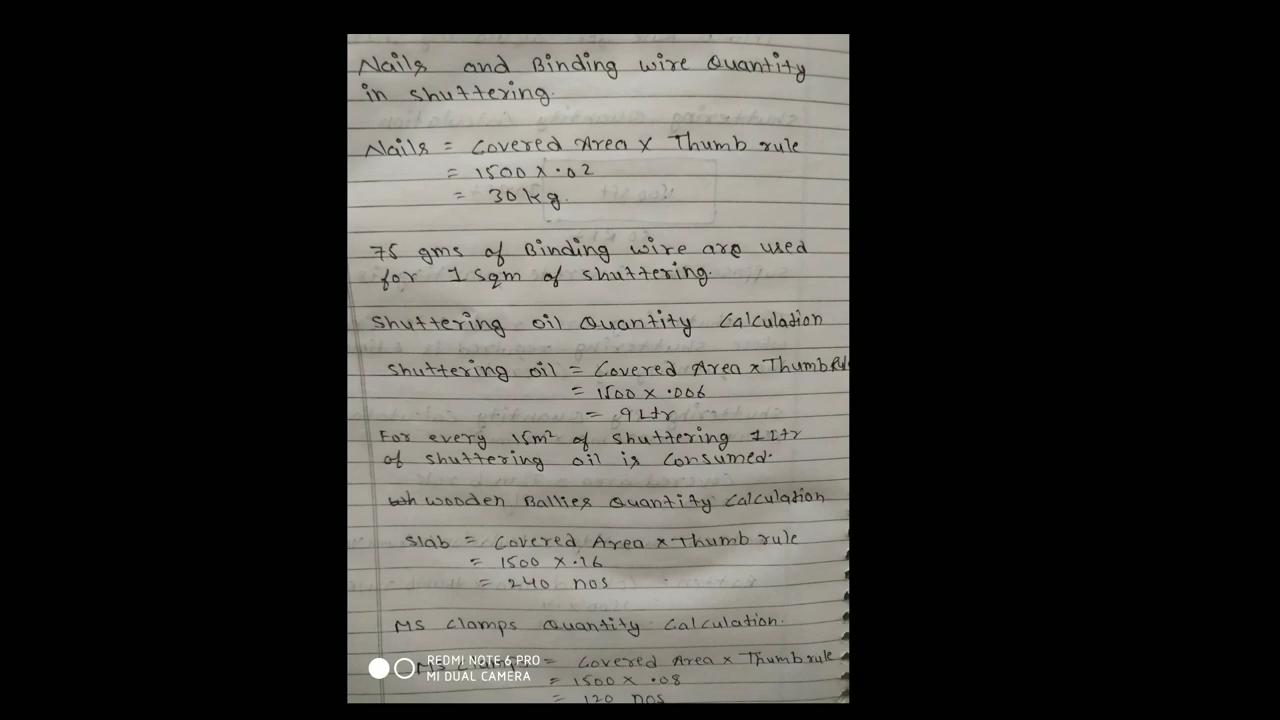 Nails and Binding wire Quantity
in shuttering.
Nails = Covered Area x Thumb rule
= 1500 x .02
= 30 kg.
75 gms of Binding wire are used
for 1 sqm of shuttering.
Shuttering oil Quantity Calculation
Shuttering oil = Covered Area x Thumb Rule
= 1500 x .006
= 9 Ltr
For every 15m² of shuttering 1 Ltr
of shuttering oil is consumed.
wooden Ballies Quantity Calculation
Slab = Covered Area x Thumb rule
= 1500 x .16
= 240 nos
MS Clamps Quantity Calculation.
MS = Covered Area x Thumb rule
= 1500 x .08
= 120 nos
REDMI NOTE 6 PRO
MI DUAL CAMERA